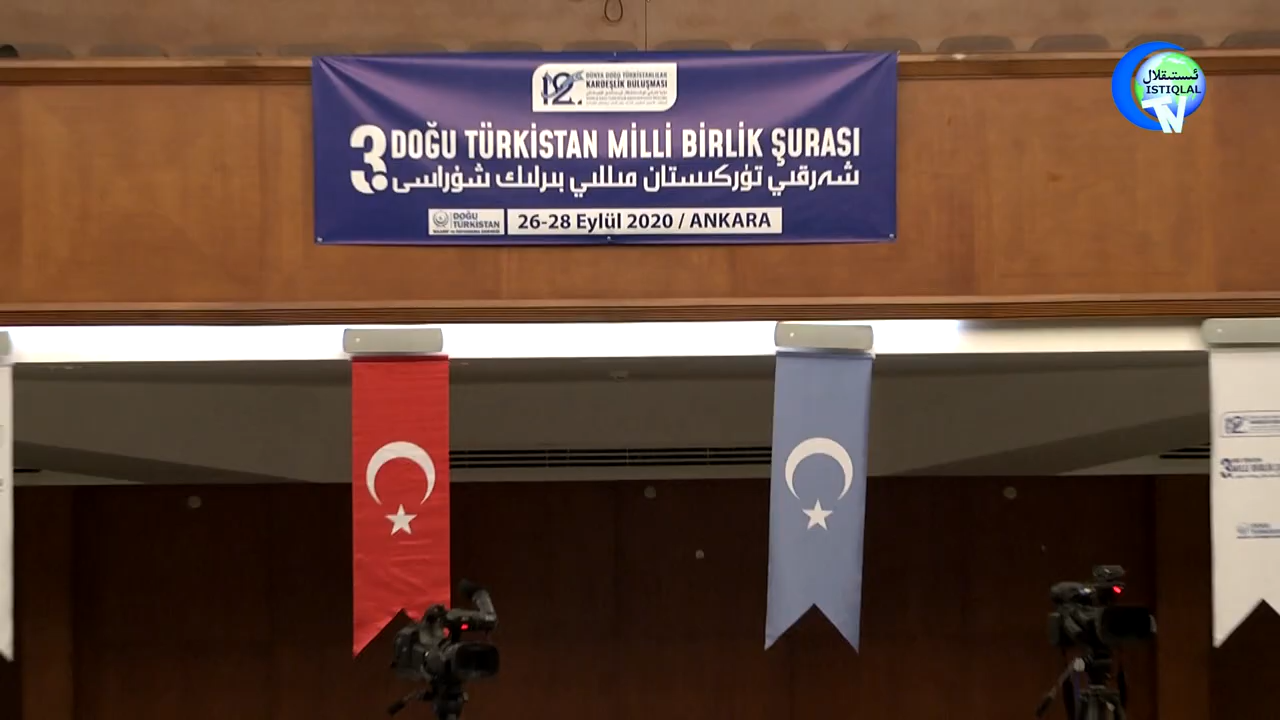 12.
DÜNYA DOĞU TÜRKİSTANLILAR
KARDEŞLİK BULUŞMASI
3. DOĞU TÜRKİSTAN MİLLİ BİRLİK ŞURASI
شەرقىي تۈركىستان مىللىي بىرلىك شۇراسى
DOĞU
TÜRKİSTAN
26-28 Eylül 2020 / ANKARA
ئىستىقلال
ISTIQLAL